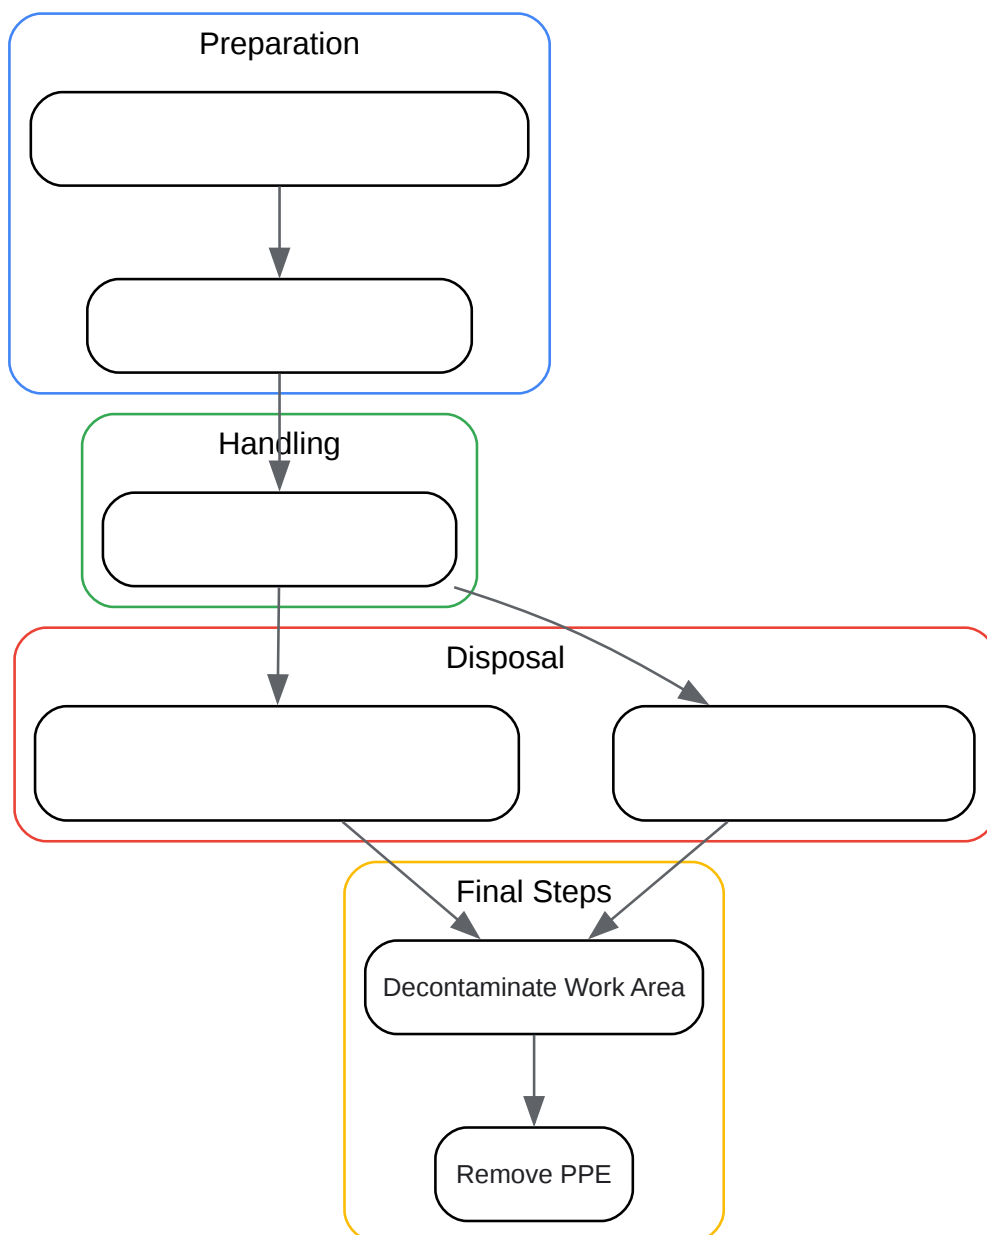 Preparation
Handling
Disposal
Final Steps
Decontaminate Work Area
Remove PPE